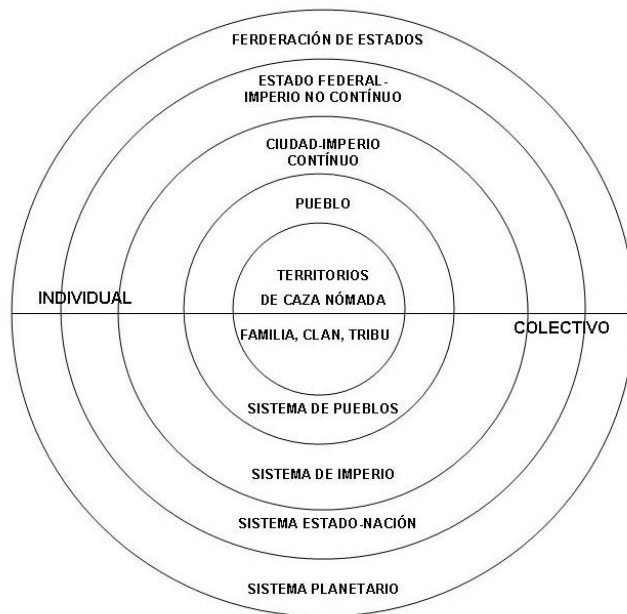 FERDERACIÓN DE ESTADOS
ESTADO FEDERAL-
IMPERIO NO CONTÍNUO
CIUDAD-IMPERIO
CONTÍNUO
PUEBLO
TERRITORIOS
DE CAZA NÓMADA
INDIVIDUAL
COLECTIVO
FAMILIA, CLAN, TRIBU
SISTEMA DE PUEBLOS
SISTEMA DE IMPERIO
SISTEMA ESTADO-NACIÓN
SISTEMA PLANETARIO